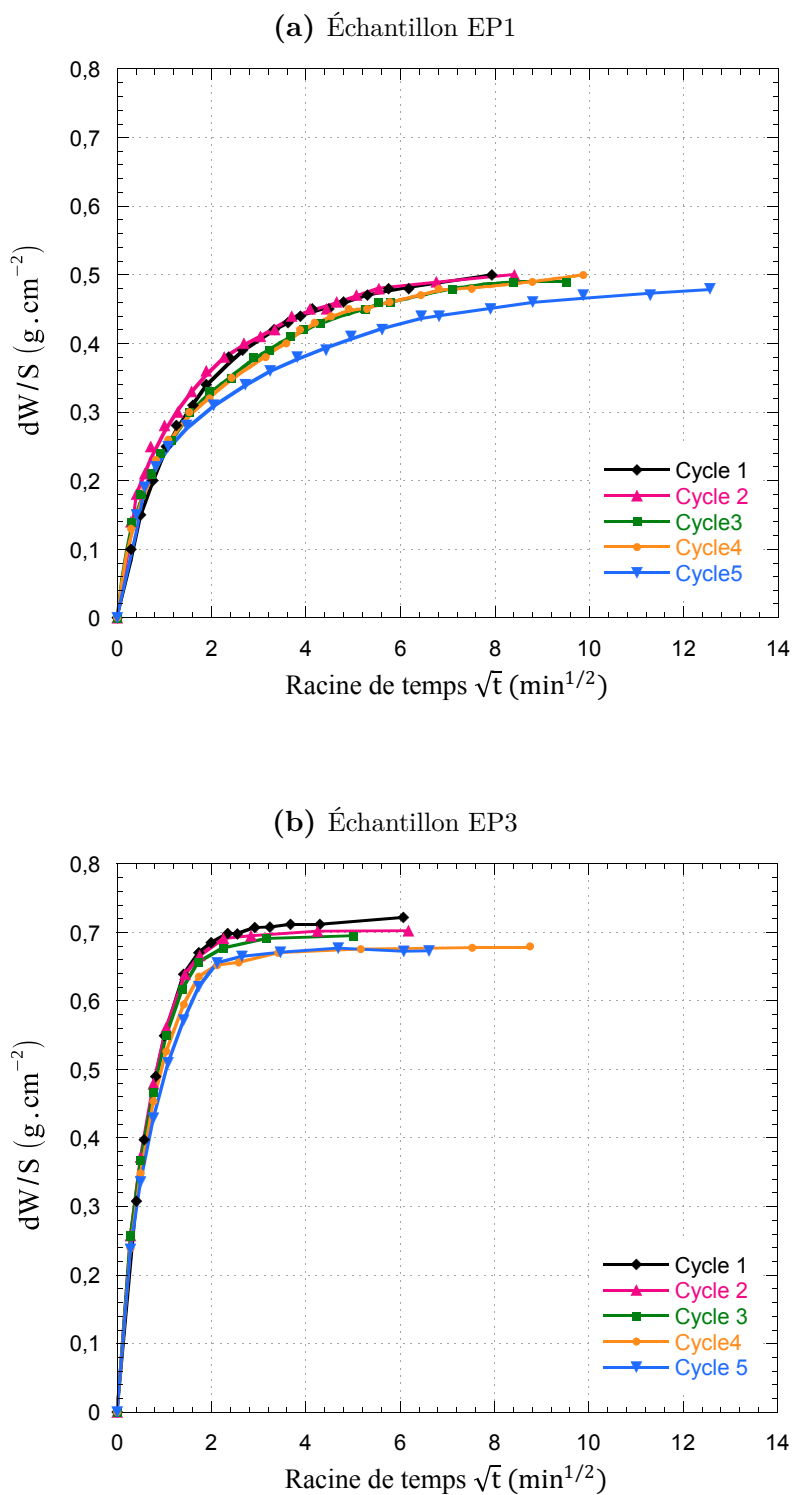 (a) Échantillon EP1
0,8
0,7
0,6
0,5
0,4
0,3
0,2
0,1
0
dW/S (g.cm⁻²)
Cycle 1
Cycle 2
Cycle3
Cycle4
Cycle5
0 2 4 6 8 10 12 14
Racine de temps √t (min¹/²)
(b) Échantillon EP3
0,8
0,7
0,6
0,5
0,4
0,3
0,2
0,1
0
dW/S (g.cm⁻²)
Cycle 1
Cycle 2
Cycle 3
Cycle4
Cycle 5
0 2 4 6 8 10 12 14
Racine de temps √t (min¹/²)